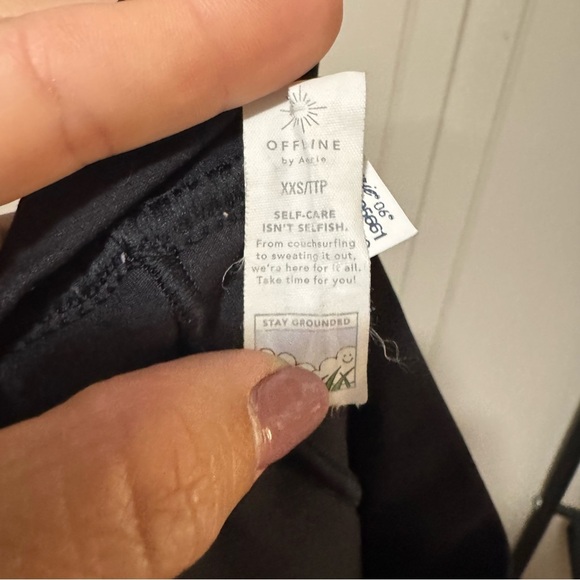 OFFLINE
by Aerie
XXS/TTP
SELF-CARE
ISN'T SELFISH.
From couchsurfing
to sweating it out,
we're here for it all.
Take time for you!
STAY GROUNDED